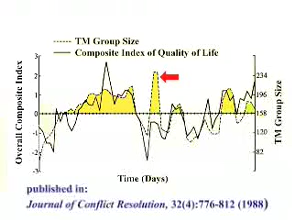 TM Group Size
Composite Index of Quality of Life
Overall Composite Index
3
2
1
0
-1
-2
-3
TM Group Size
234
196
158
120
82
Time (Days)
published in:
Journal of Conflict Resolution, 32(4):776-812 (1988)